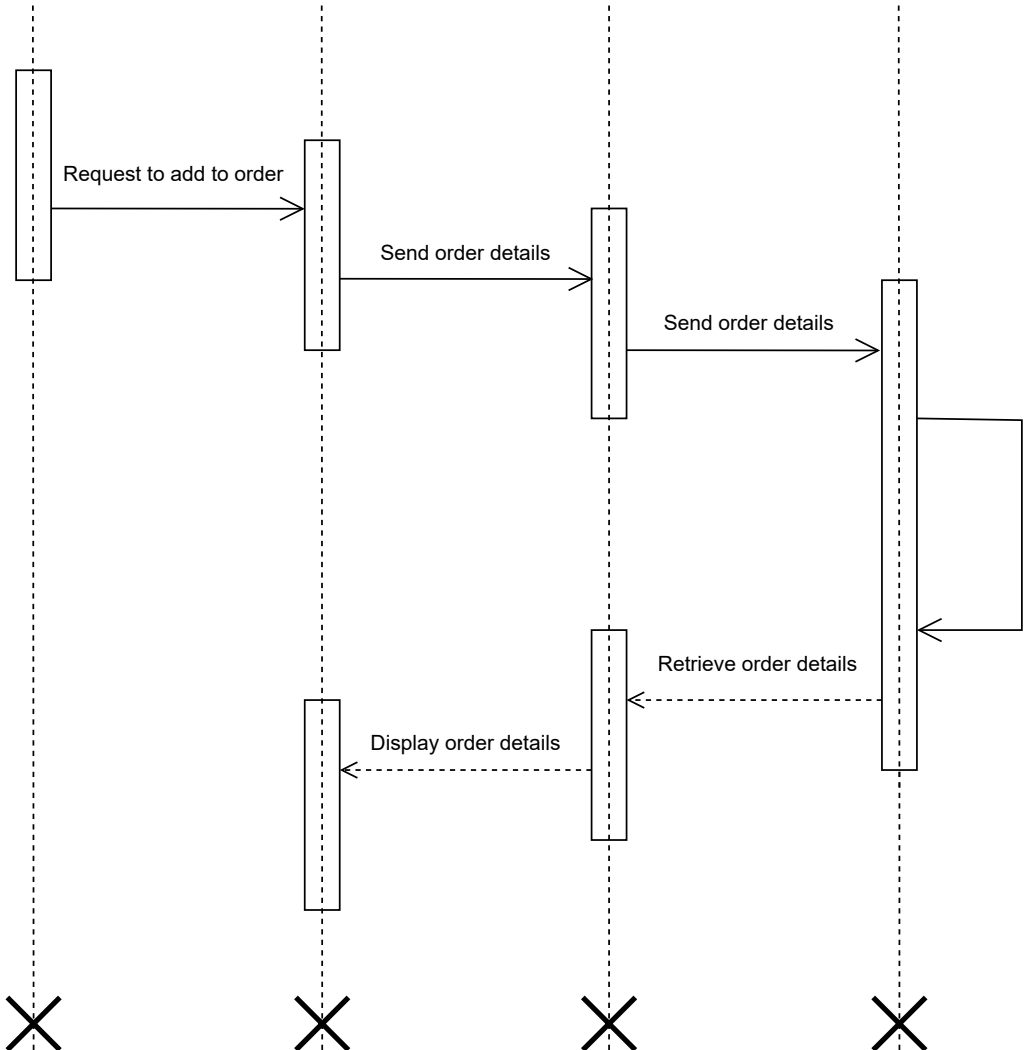 Request to add to order
Send order details
Send order details
Retrieve order details
Display order details